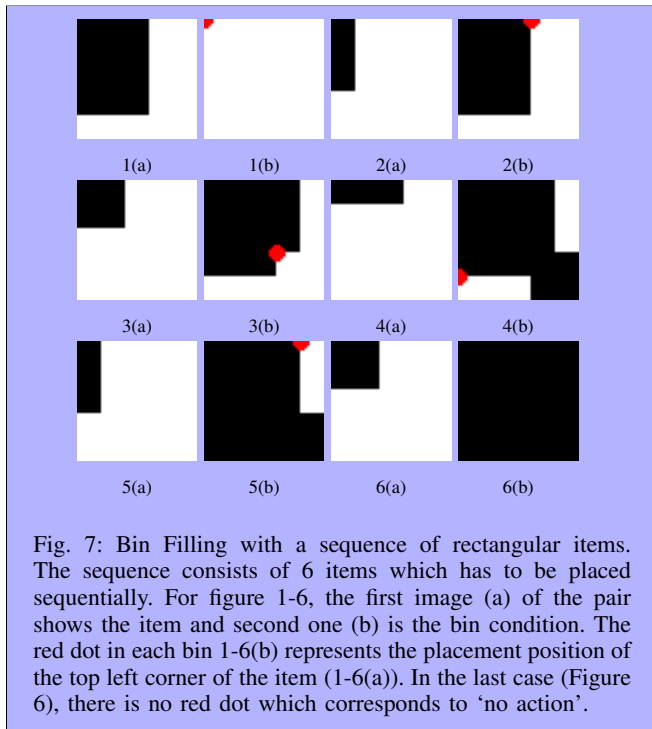 1(a) 1(b) 2(a) 2(b)
3(a) 3(b) 4(a) 4(b)
5(a) 5(b) 6(a) 6(b)
Fig. 7: Bin Filling with a sequence of rectangular items.
The sequence consists of 6 items which has to be placed
sequentially. For figure 1-6, the first image (a) of the pair
shows the item and second one (b) is the bin condition. The
red dot in each bin 1-6(b) represents the placement position of
the top left corner of the item (1-6(a)). In the last case (Figure
6), there is no red dot which corresponds to ‘no action’.